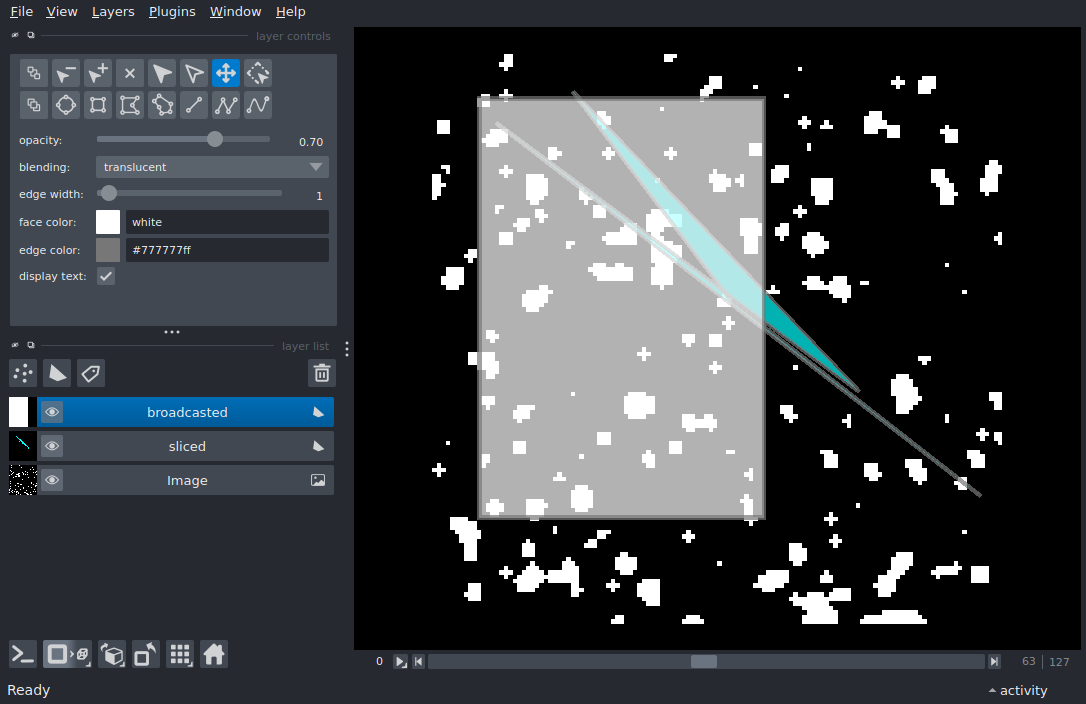 File View Layers Plugins Window Help
layer controls
opacity: 0.70
blending: translucent
edge width: 1
face color: white
edge color: #777777ff
display text:
layer list
broadcasted
sliced
Image
0 63 127
Ready activity